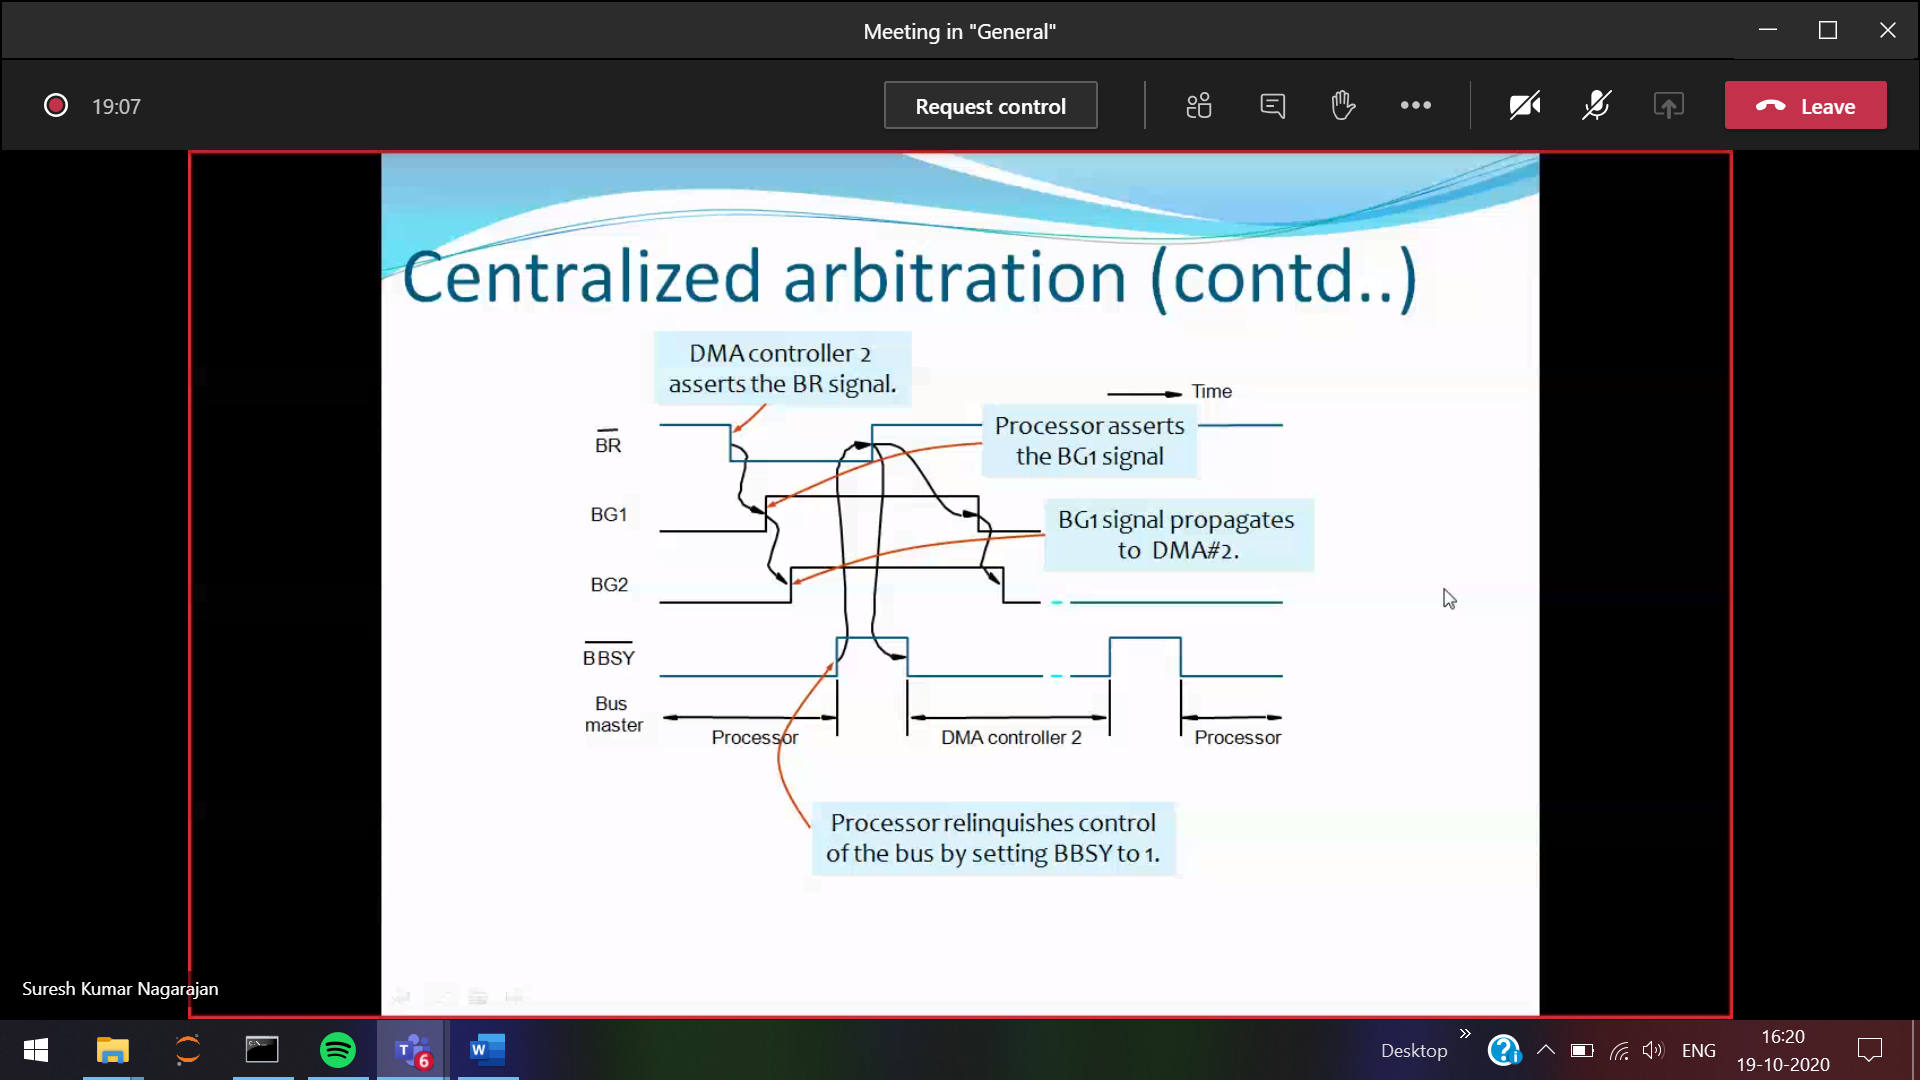 Meeting in "General"
19:07
Request control
Leave
Centralized arbitration (contd..)
DMA controller 2
asserts the BR signal.
Time
Processor asserts
the BG1 signal
BR
BG1
BG1 signal propagates
to DMA#2.
BG2
BBSY
Bus
master
Processor
DMA controller 2
Processor
Processor relinquishes control
of the bus by setting BBSY to 1.
Suresh Kumar Nagarajan
T
6
W
Desktop
ENG
16:20
19-10-2020